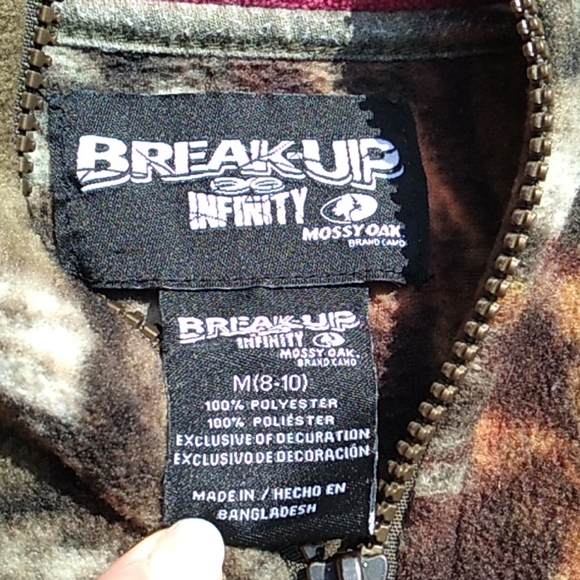 BREAK-UP
INFINITY
MOSSY OAK
BRAND CAMO
BREAK-UP
INFINITY
MOSSY OAK
BRAND CAMO
M(8-10)
100% POLYESTER
100% POLIÉSTER
EXCLUSIVE OF DECURATION
EXCLUSIVO DE DECORACIÓN
MADE IN / HECHO EN
BANGLADESH